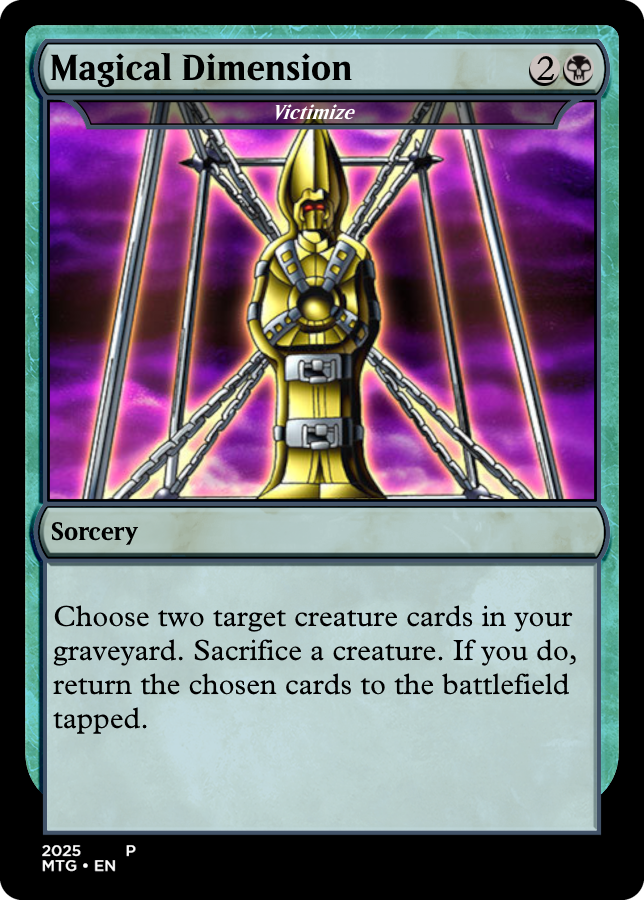 Magical Dimension 2
Victimize
Sorcery
Choose two target creature cards in your
graveyard. Sacrifice a creature. If you do,
return the chosen cards to the battlefield
tapped.
2025 P
MTG • EN